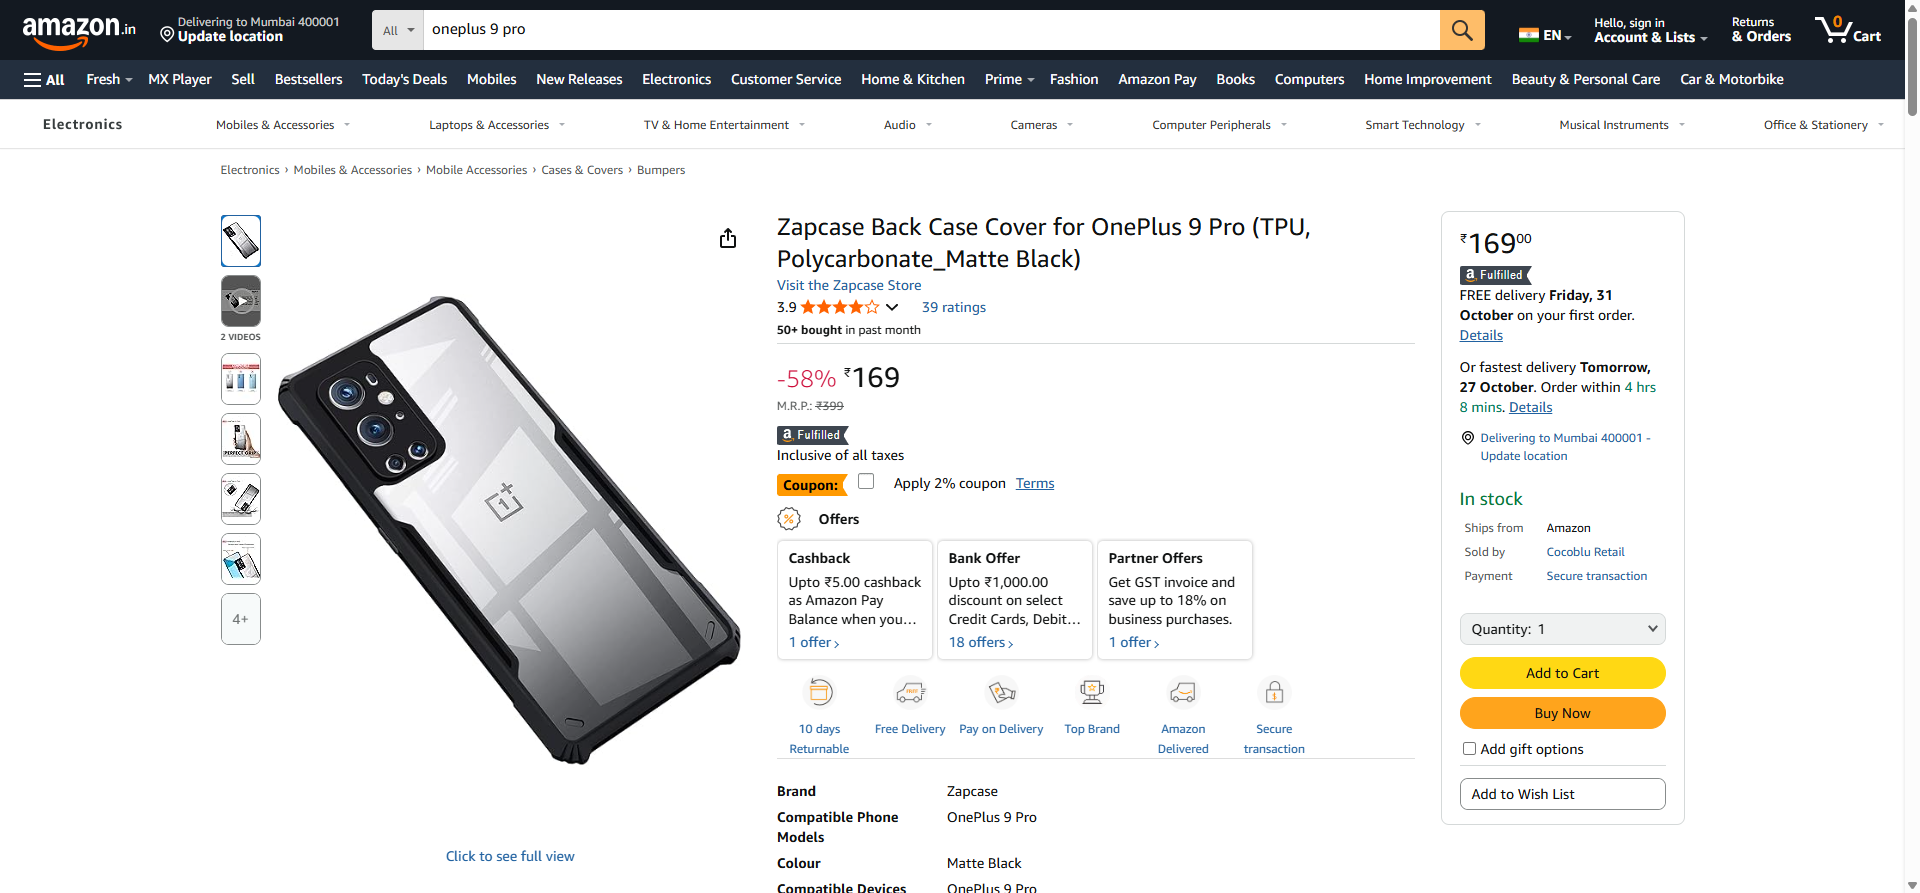 amazon.in
Delivering to Mumbai 400001
Update location
All
oneplus 9 pro
EN
Hello, sign in
Account & Lists
Returns
& Orders
0
Cart
All
Fresh
MX Player
Sell
Bestsellers
Today's Deals
Mobiles
New Releases
Electronics
Customer Service
Home & Kitchen
Prime
Fashion
Amazon Pay
Books
Computers
Home Improvement
Beauty & Personal Care
Car & Motorbike
Electronics
Mobiles & Accessories
Laptops & Accessories
TV & Home Entertainment
Audio
Cameras
Computer Peripherals
Smart Technology
Musical Instruments
Office & Stationery
Electronics › Mobiles & Accessories › Mobile Accessories › Cases & Covers › Bumpers
2 VIDEOS
PERFECT GRIP
4+
Click to see full view
Zapcase Back Case Cover for OnePlus 9 Pro (TPU,
Polycarbonate_Matte Black)
Visit the Zapcase Store
3.9
39 ratings
50+ bought in past month
-58% ₹169
M.R.P.: ₹399
a Fulfilled
Inclusive of all taxes
Coupon:
Apply 2% coupon Terms
Offers
Cashback
Upto ₹5.00 cashback
as Amazon Pay
Balance when you…
1 offer ›
Bank Offer
Upto ₹1,000.00
discount on select
Credit Cards, Debit…
18 offers ›
Partner Offers
Get GST invoice and
save up to 18% on
business purchases.
1 offer ›
10 days
Returnable
FREE
Free Delivery
Pay on Delivery
Top Brand
Amazon
Delivered
Secure
transaction
Brand
Zapcase
Compatible Phone
Models
OnePlus 9 Pro
Colour
Matte Black
Compatible Devices
OnePlus 9 Pro
₹16900
a Fulfilled
FREE delivery Friday, 31
October on your first order.
Details
Or fastest delivery Tomorrow,
27 October. Order within 4 hrs
8 mins. Details
Delivering to Mumbai 400001 -
Update location
In stock
Ships from
Amazon
Sold by
Cocoblu Retail
Payment
Secure transaction
Quantity: 1
Add to Cart
Buy Now
Add gift options
Add to Wish List